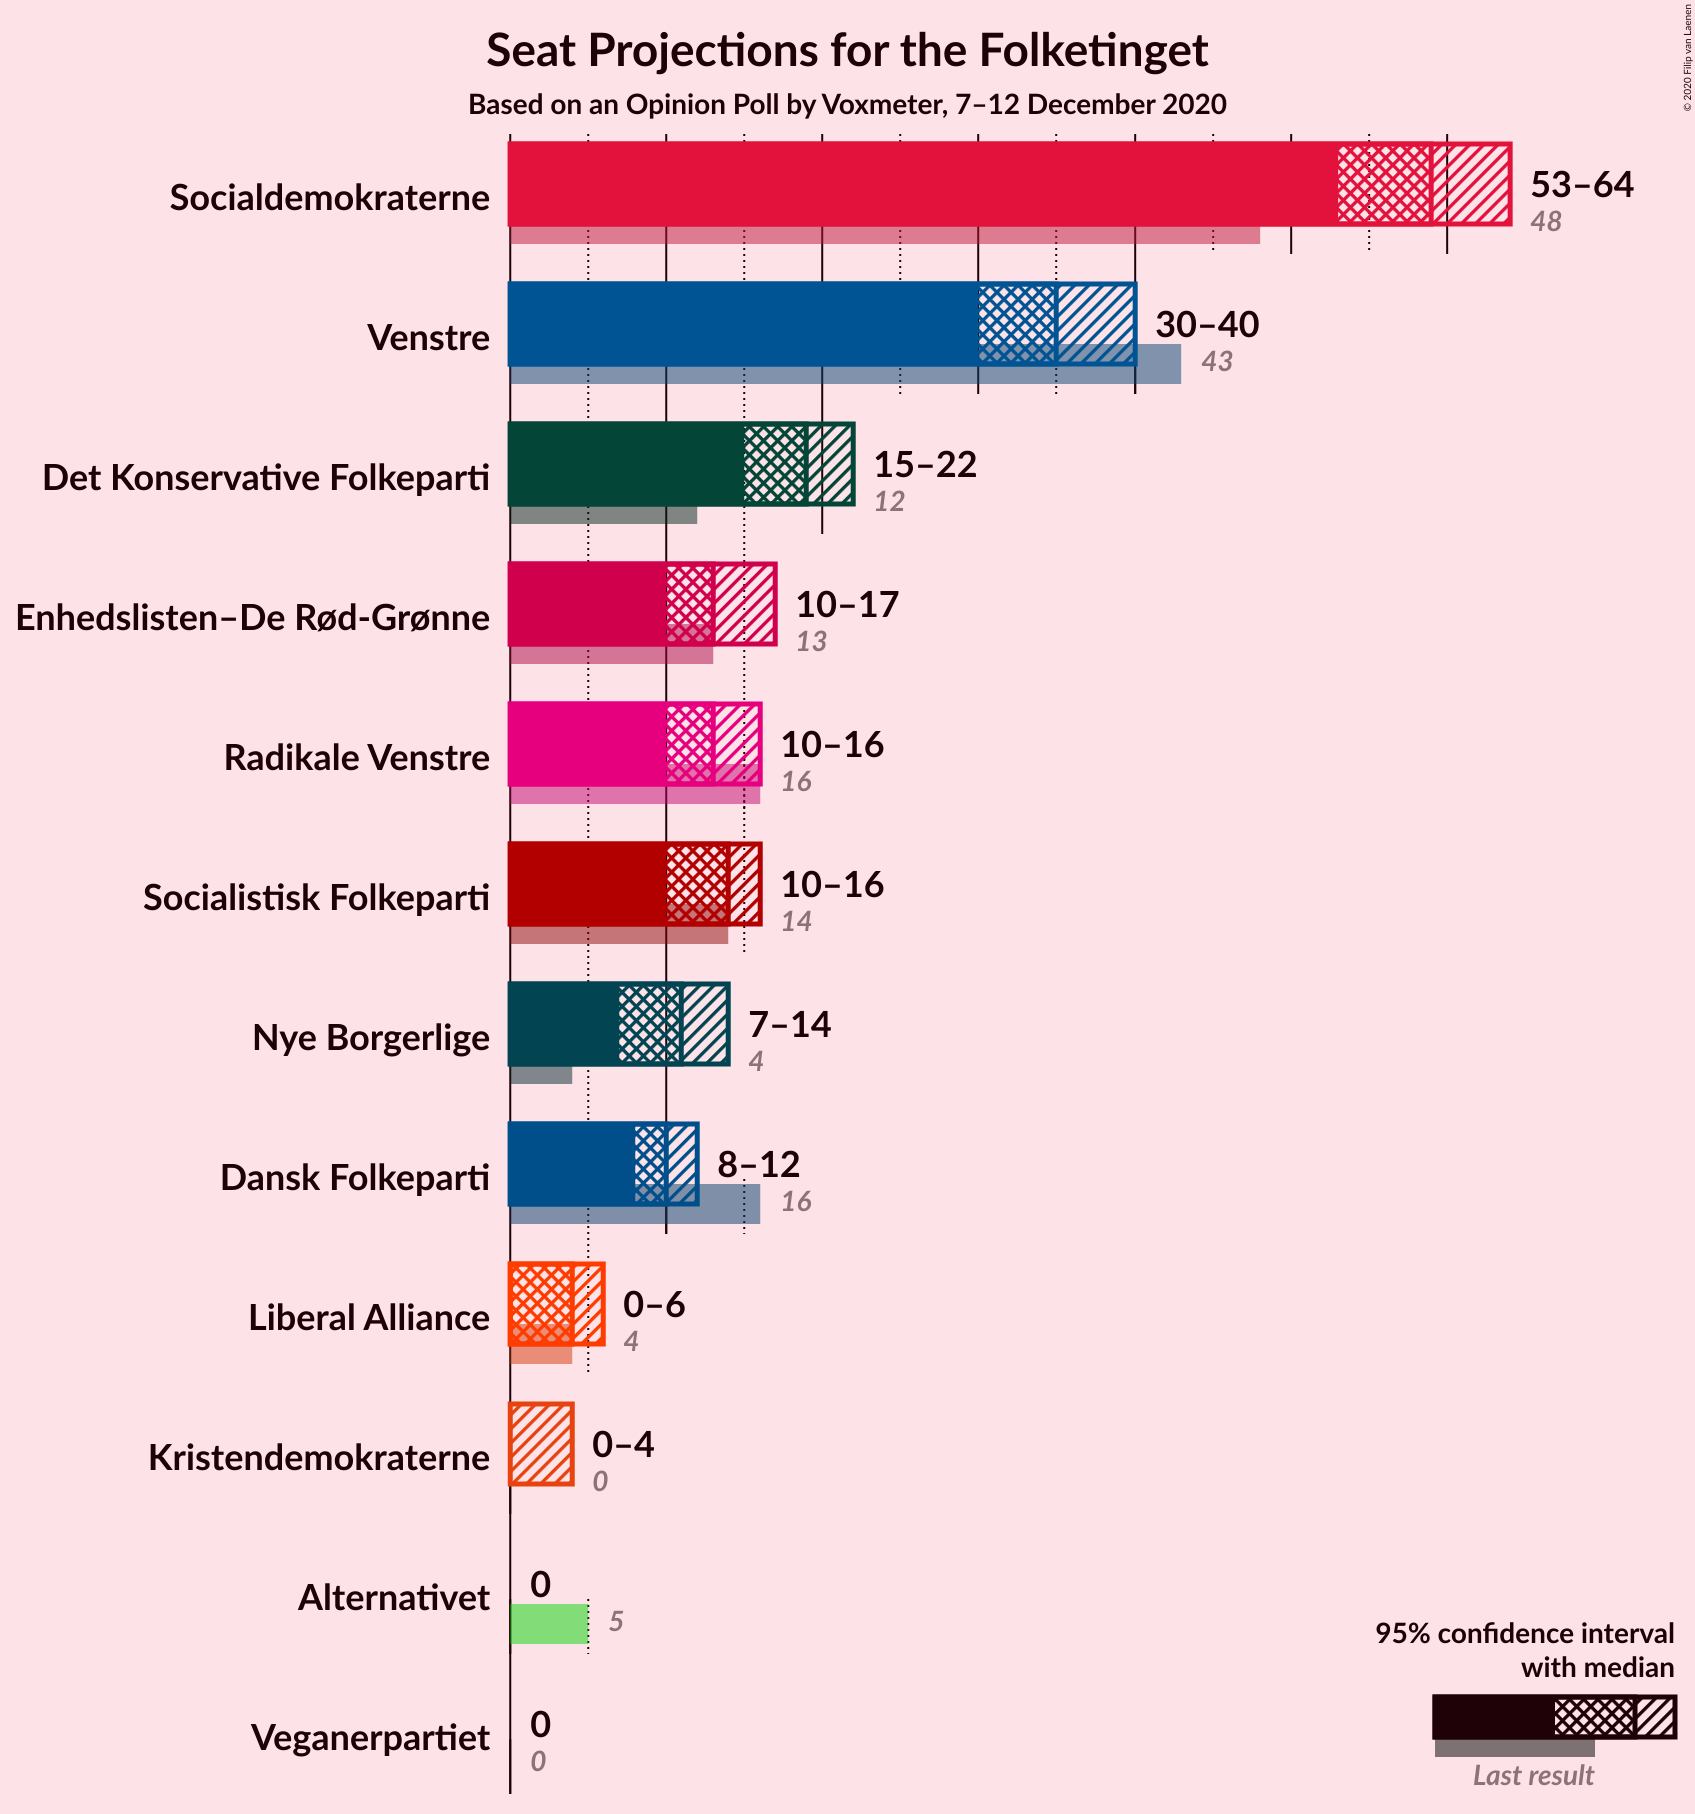 Seat Projections for the Folketinget
Based on an Opinion Poll by Voxmeter, 7–12 December 2020
© 2020 Filip van Laenen
Socialdemokraterne
53–64
48
Venstre
30–40
43
Det Konservative Folkeparti
15–22
12
Enhedslisten–De Rød-Grønne
10–17
13
Radikale Venstre
10–16
16
Socialistisk Folkeparti
10–16
14
Nye Borgerlige
7–14
4
Dansk Folkeparti
8–12
16
Liberal Alliance
0–6
4
Kristendemokraterne
0–4
0
Alternativet
0
5
Veganerpartiet
0
0
95% confidence interval
with median
Last result